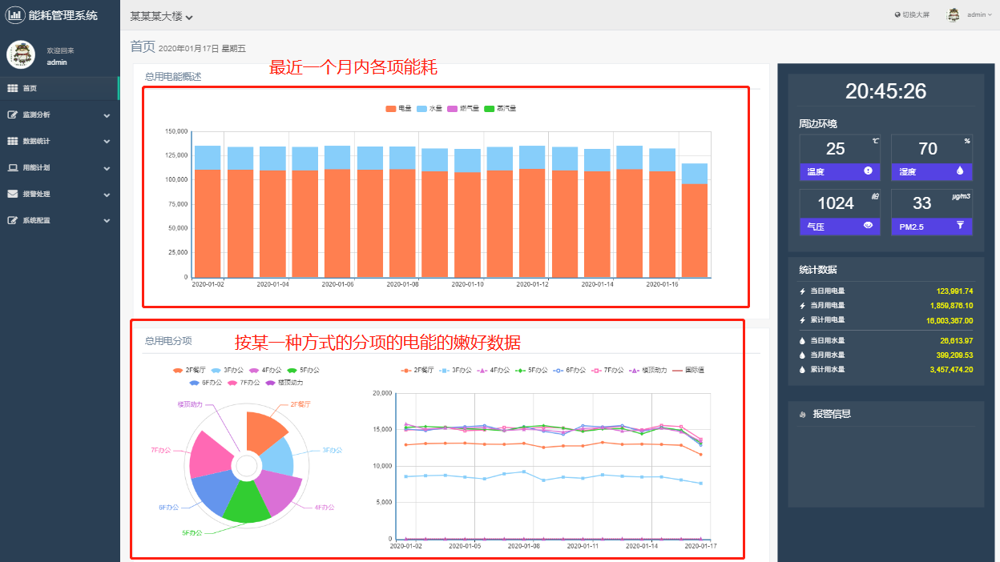 能耗管理系统
某某某大楼
切换大屏
admin
欢迎回来
admin
首页
监测分析
数据统计
用能计划
报警处理
系统配置
首页 2020年01月17日 星期五
最近一个月内各项能耗
总用电能概述
电量 水量 燃气量 蒸汽量
150,000
125,000
100,000
75,000
50,000
25,000
0
2020-01-02 2020-01-04 2020-01-06 2020-01-08 2020-01-10 2020-01-12 2020-01-14 2020-01-16
总用电分项
按某一种方式的分项的电能的嫩好数据
2F餐厅 3F办公 4F办公 5F办公
6F办公 7F办公 楼顶动力
楼顶动力
2F餐厅
7F办公
3F办公
6F办公
4F办公
5F办公
2F餐厅 3F办公 4F办公 5F办公 6F办公 7F办公 楼顶动力 国际值
20,000
15,000
10,000
5,000
0
2020-01-02 2020-01-05 2020-01-08 2020-01-11 2020-01-14 2020-01-17
20:45:26
周边环境
25 ℃
温度
70 %
湿度
1024 帕
气压
33 μg/m3
PM2.5
统计数据
当日用电量 123,991.74
当月用电量 1,859,876.10
累计用电量 16,003,367.00
当日用水量 26,613.97
当月用水量 399,209.53
累计用水量 3,457,474.20
报警信息